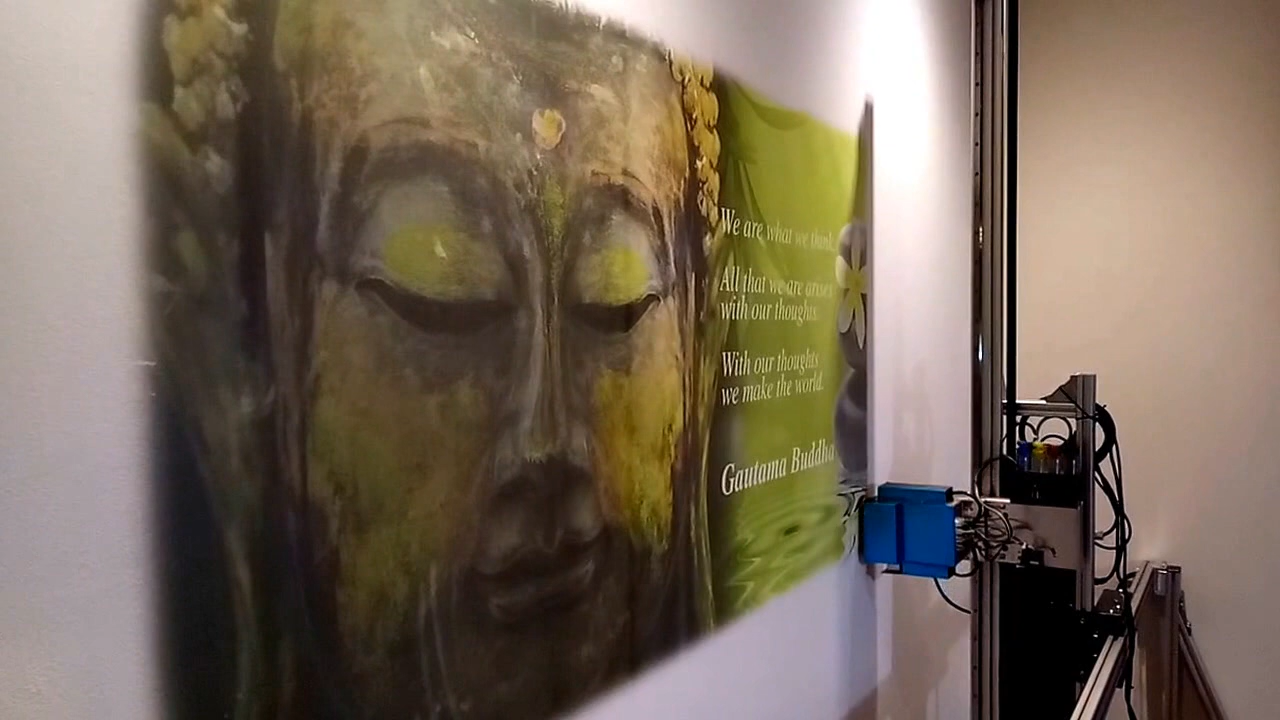 We are what we think.
All that we are arises
with our thoughts.
With our thoughts
we make the world.
Gautama Buddha